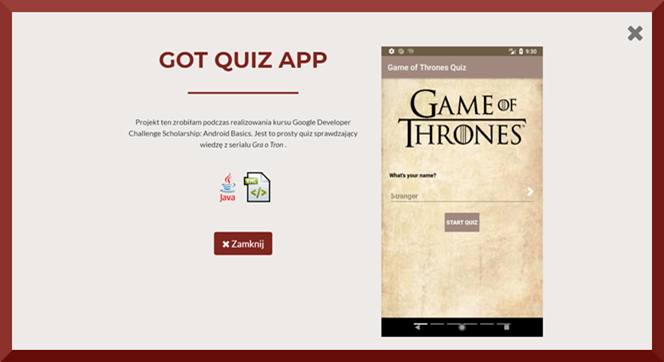 GOT QUIZ APP
Projekt ten zrobiłam podczas realizowania kursu Google Developer
Challenge Scholarship: Android Basics. Jest to prosty quiz sprawdzający
wiedzę z serialu Gra o Tron .
Java
✖ Zamknij
9:30
Game of Thrones Quiz
GAME OF
THRONES
What's your name?
Stranger
START QUIZ